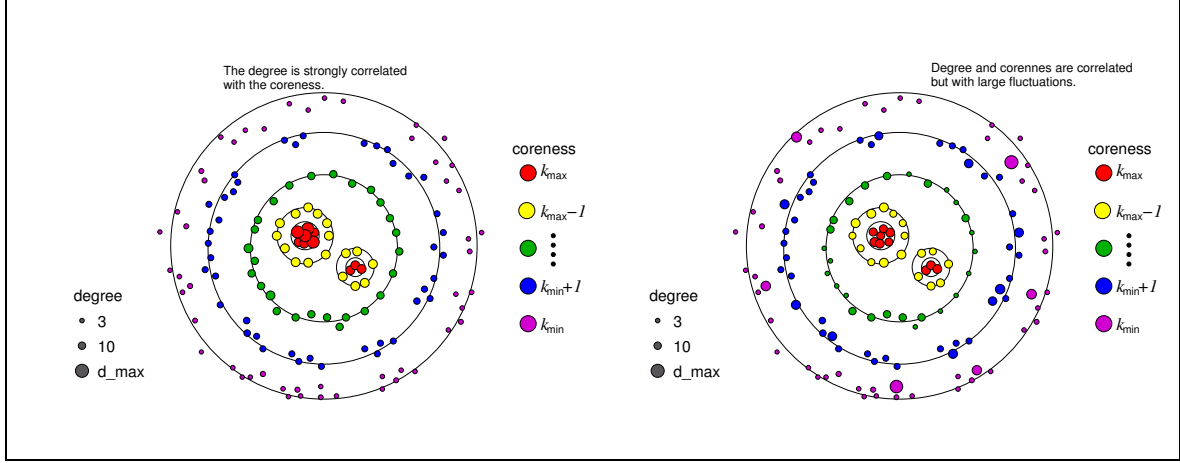 The degree is strongly correlated
with the coreness.
coreness
kmax
kmax−1
kmin+1
kmin
degree
3
10
d_max
Degree and corennes are correlated
but with large fluctuations.
coreness
kmax
kmax−1
kmin+1
kmin
degree
3
10
d_max